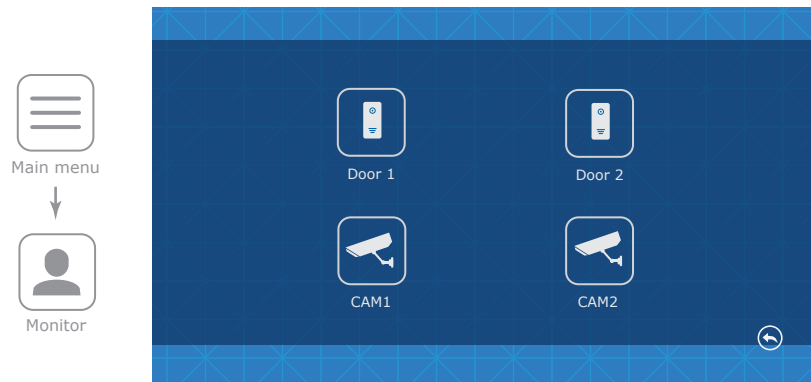 Main menu
Monitor
Door 1
Door 2
CAM1
CAM2